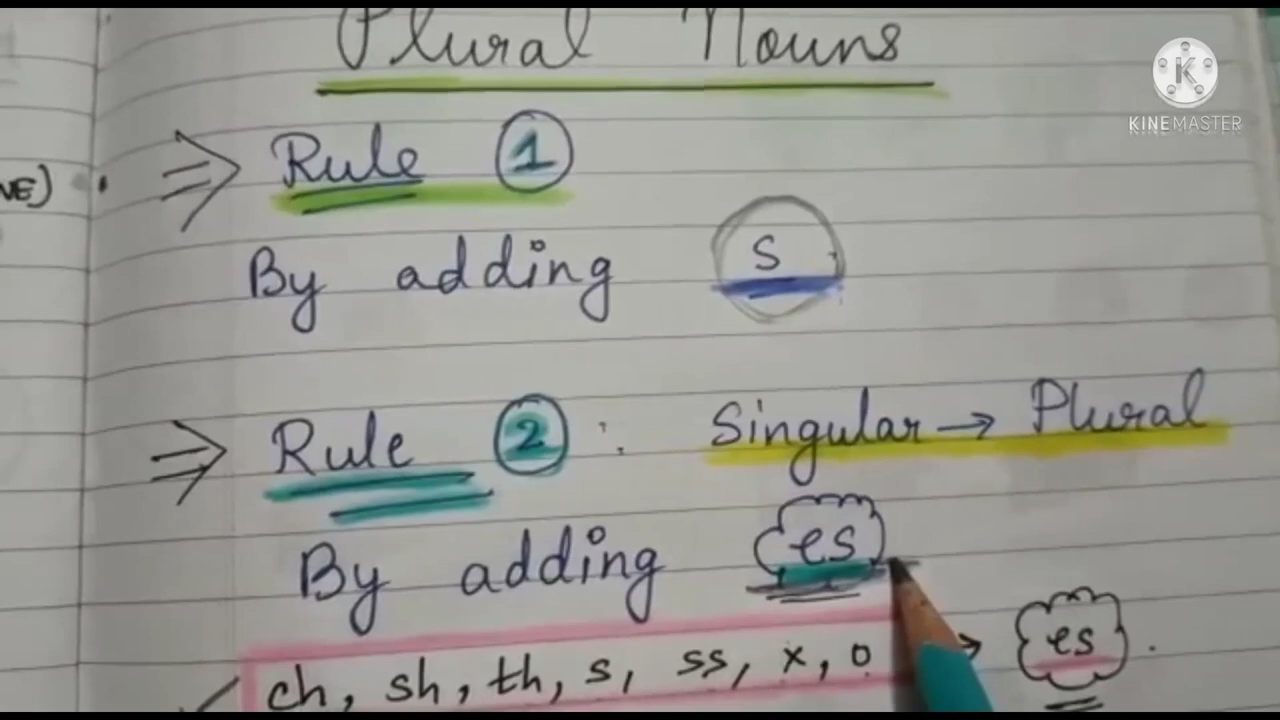 Plural Nouns
KINEMASTER
⇒ Rule 1
By adding s
⇒ Rule 2 : Singular → Plural
By adding es
ch, sh, th, s, ss, x, o → es.